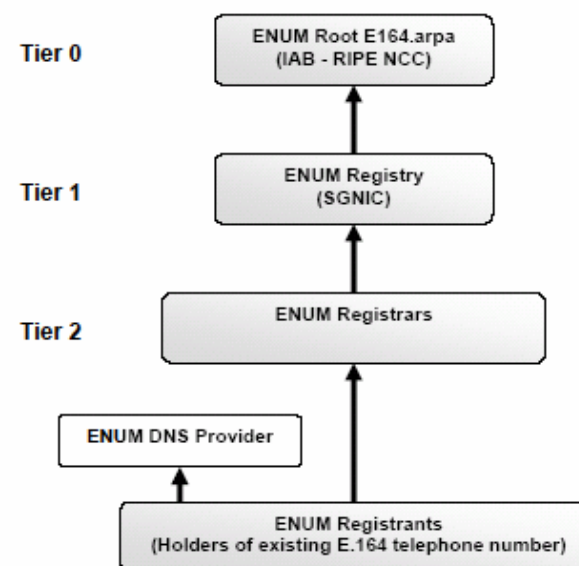 Tier 0
ENUM Root E164.arpa
(IAB - RIPE NCC)
Tier 1
ENUM Registry
(SGNIC)
Tier 2
ENUM Registrars
ENUM DNS Provider
ENUM Registrants
(Holders of existing E.164 telephone number)